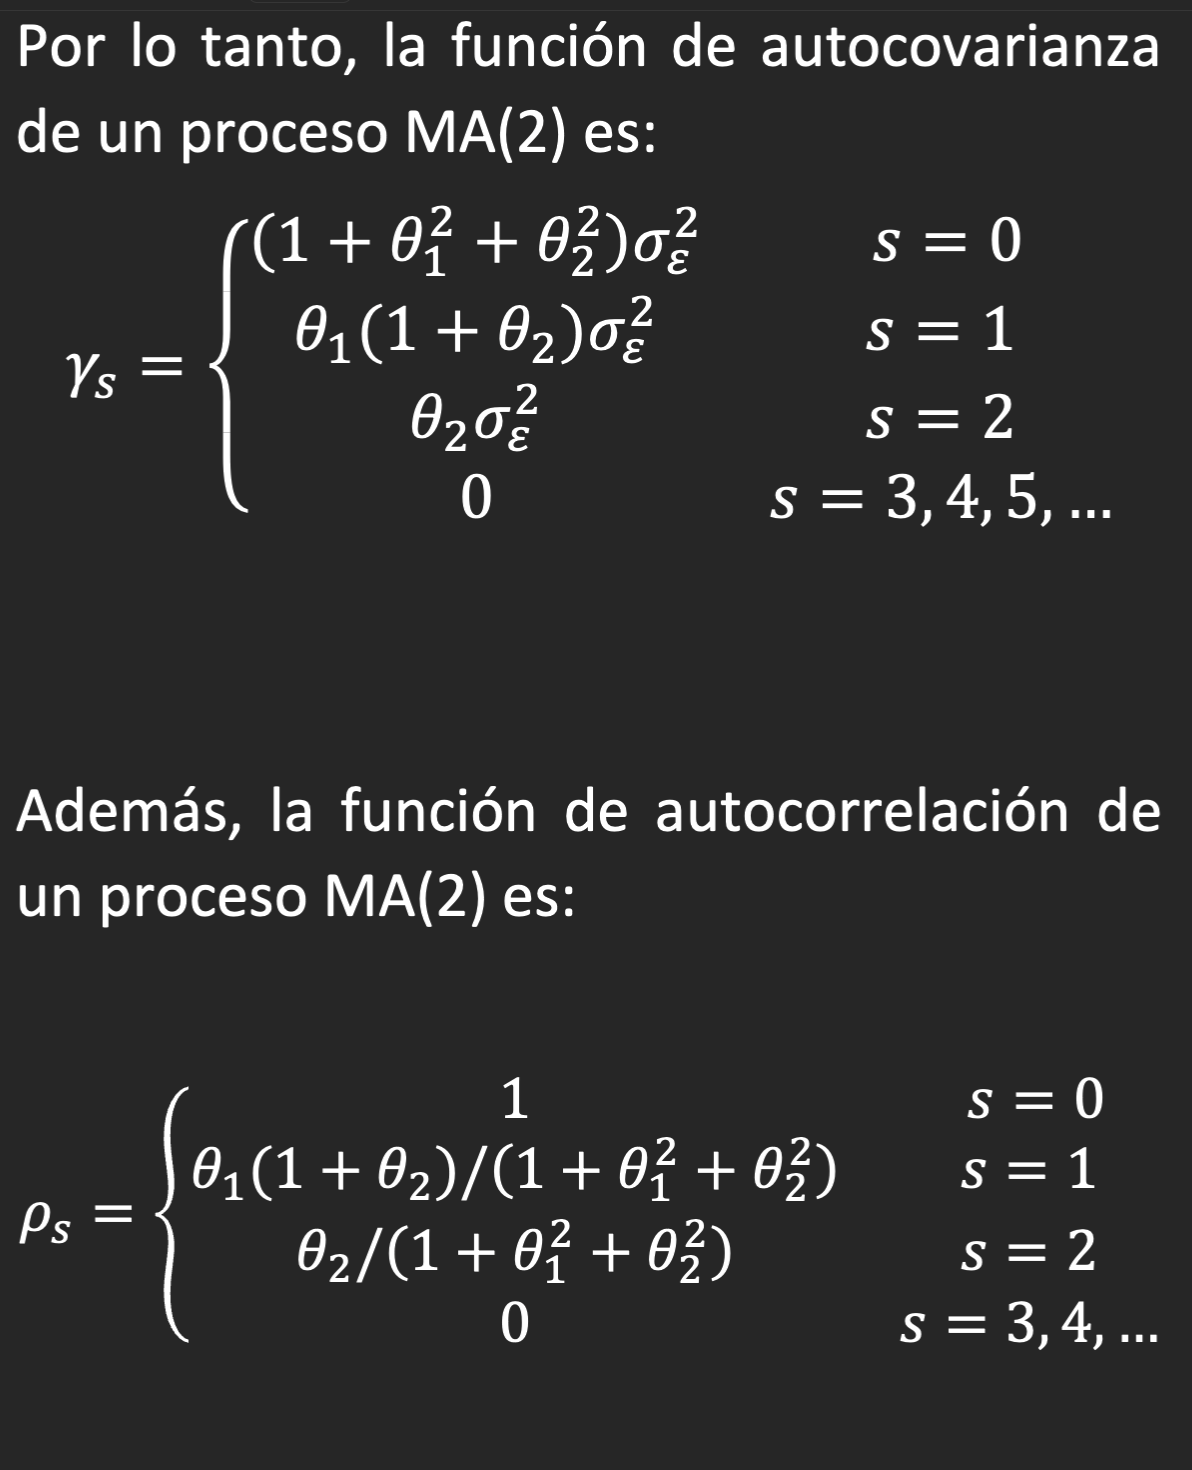 Por lo tanto, la función de autocovarianza
de un proceso MA(2) es:
(1 + θ₁² + θ₂²)σ_ε² s = 0
θ₁(1 + θ₂)σ_ε² s = 1
γₛ =
θ₂σ_ε² s = 2
0 s = 3, 4, 5, ...
Además, la función de autocorrelación de
un proceso MA(2) es:
1 s = 0
θ₁(1 + θ₂)/(1 + θ₁² + θ₂²) s = 1
ρₛ =
θ₂/(1 + θ₁² + θ₂²) s = 2
0 s = 3, 4, ...